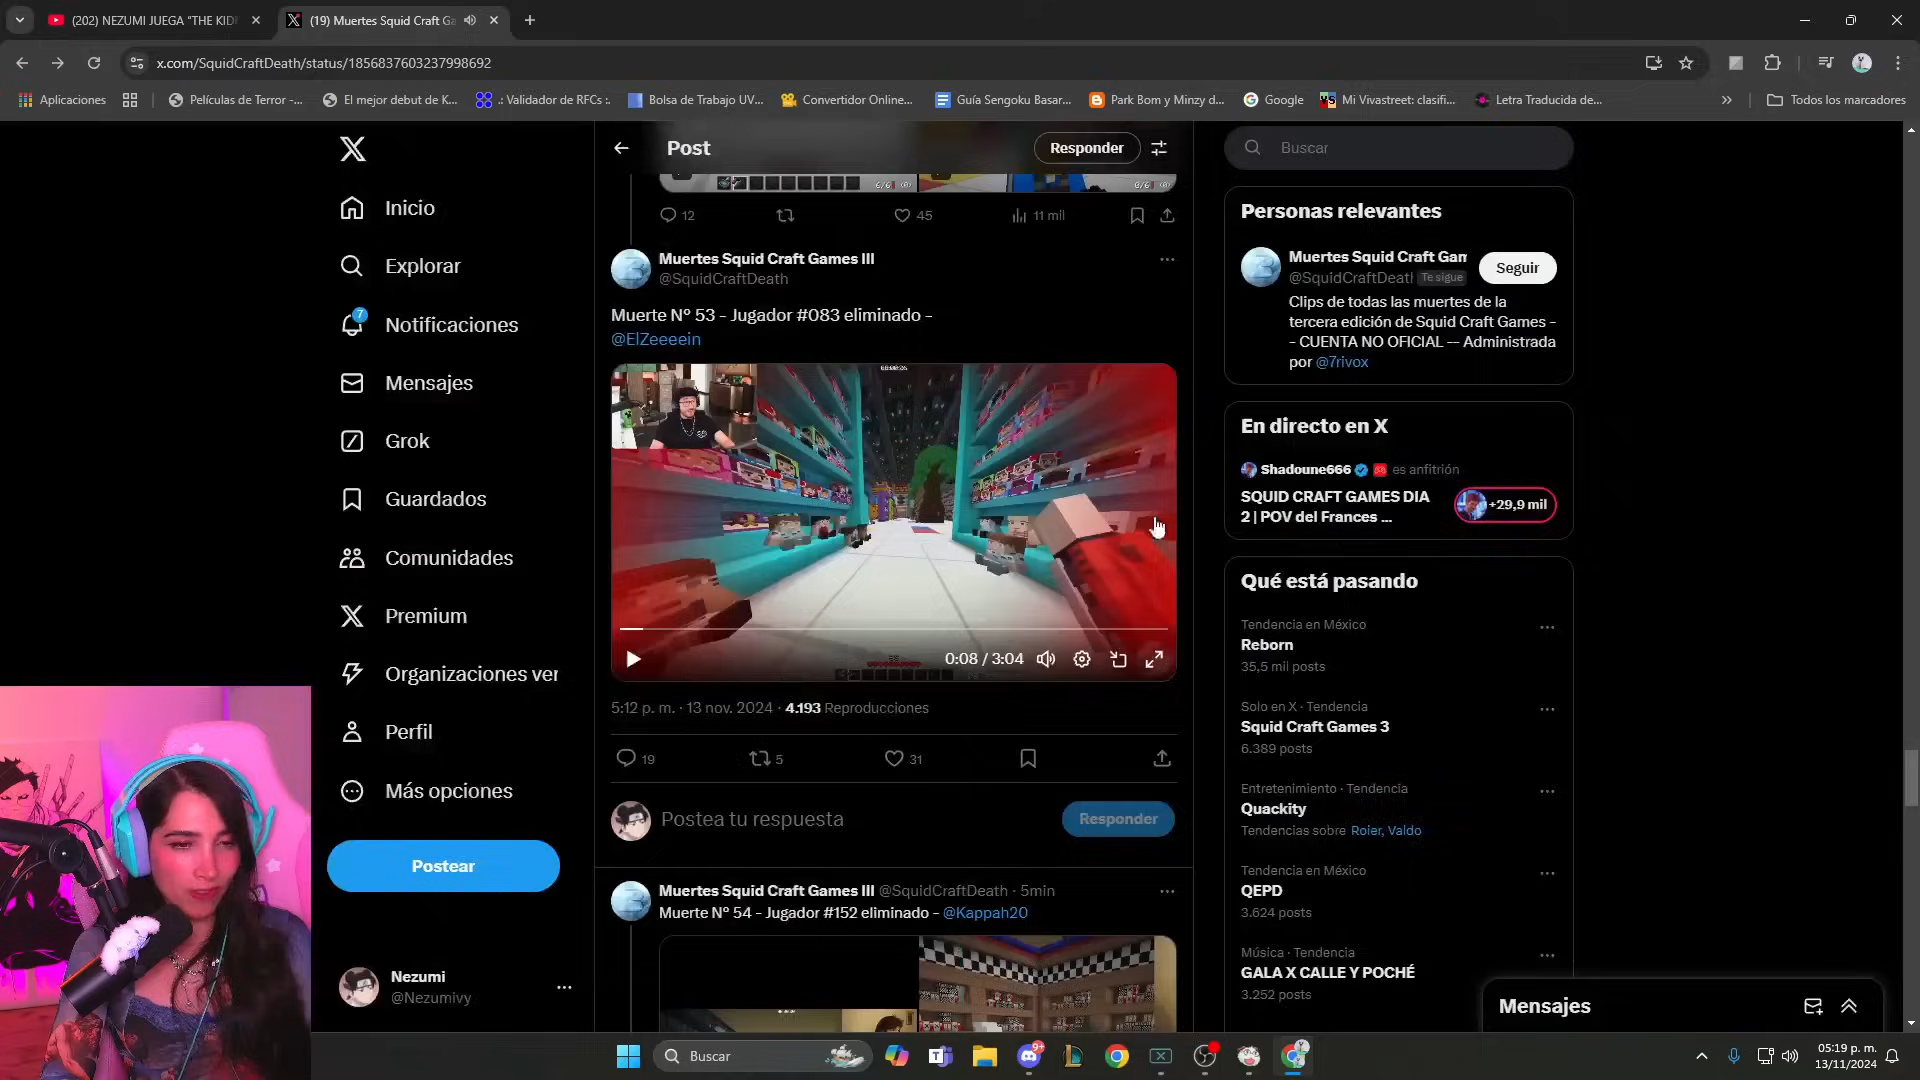 (202) NEZUMI JUEGA "THE KID
(19) Muertes Squid Craft Ga
x.com/SquidCraftDeath/status/1856837603237998692
Aplicaciones
Películas de Terror -...
El mejor debut de K...
.: Validador de RFCs :.
Bolsa de Trabajo UV...
Convertidor Online...
Guía Sengoku Basar...
Park Bom y Minzy d...
Google
Mi Vivastreet: clasifi...
Letra Traducida de...
Todos los marcadores
Inicio
Explorar
7
Notificaciones
Mensajes
Grok
Guardados
Comunidades
Premium
Organizaciones ver
Perfil
Más opciones
Postear
Nezumi
@Nezumivy
Post
Responder
12
45
11 mil
Muertes Squid Craft Games III
@SquidCraftDeath
Muerte Nº 53 - Jugador #083 eliminado -
@ElZeeeein
0:08 / 3:04
5:12 p. m. · 13 nov. 2024 · 4.193 Reproducciones
19
5
31
Postea tu respuesta
Responder
Muertes Squid Craft Games III @SquidCraftDeath · 5min
Muerte Nº 54 - Jugador #152 eliminado - @Kappah20
Buscar
Personas relevantes
Muertes Squid Craft Gam
@SquidCraftDeatl Te sigue
Seguir
Clips de todas las muertes de la
tercera edición de Squid Craft Games -
- CUENTA NO OFICIAL -- Administrada
por @7rivox
En directo en X
Shadoune666 es anfitrión
SQUID CRAFT GAMES DIA
2 | POV del Frances ...
+29,9 mil
Qué está pasando
Tendencia en México
Reborn
35,5 mil posts
Solo en X · Tendencia
Squid Craft Games 3
6.389 posts
Entretenimiento · Tendencia
Quackity
Tendencias sobre Roier, Valdo
Tendencia en México
QEPD
3.624 posts
Música · Tendencia
GALA X CALLE Y POCHÉ
3.252 posts
Mensajes
Buscar
9+
05:19 p. m.
13/11/2024